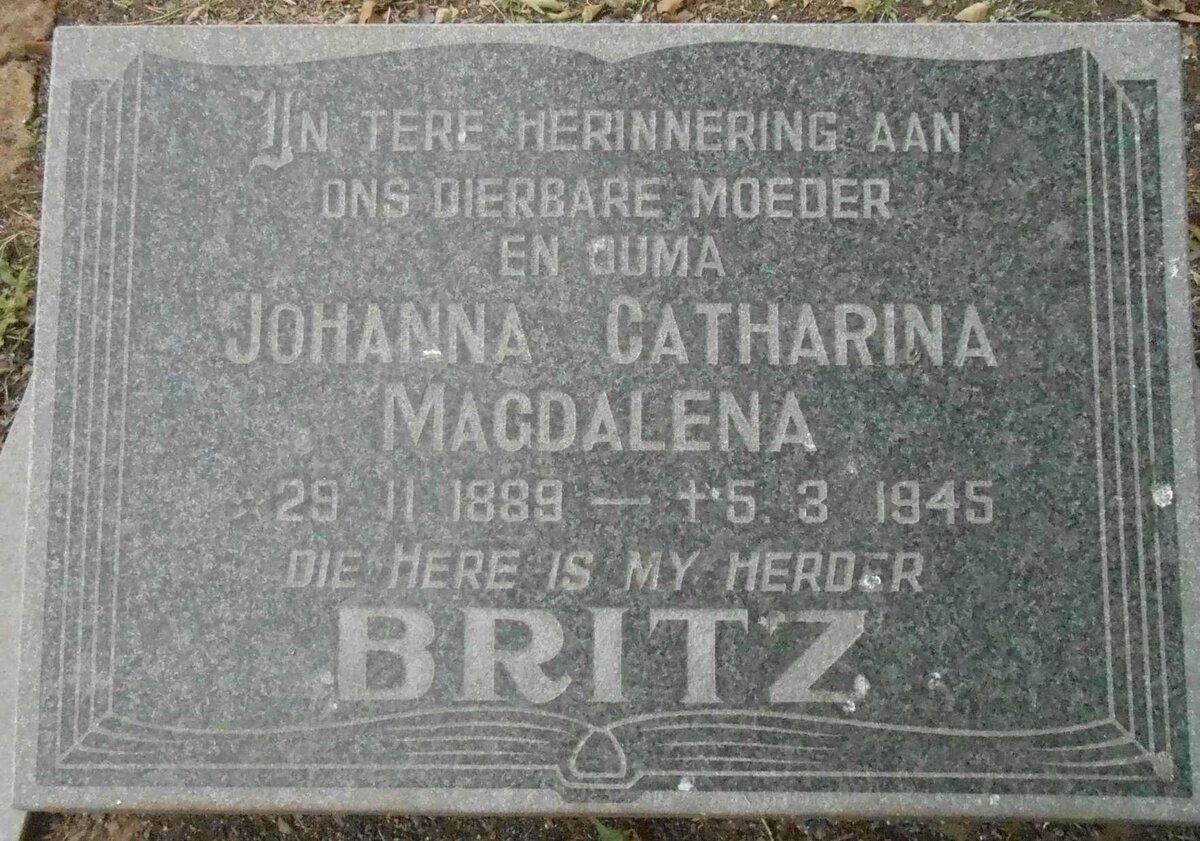 IN TERE HERINNERING AAN
ONS DIERBARE MOEDER
EN OUMA
JOHANNA CATHARINA
MAGDALENA
* 29 11 1889 — † 5. 3 1945
DIE HERE IS MY HERDER
BRITZ